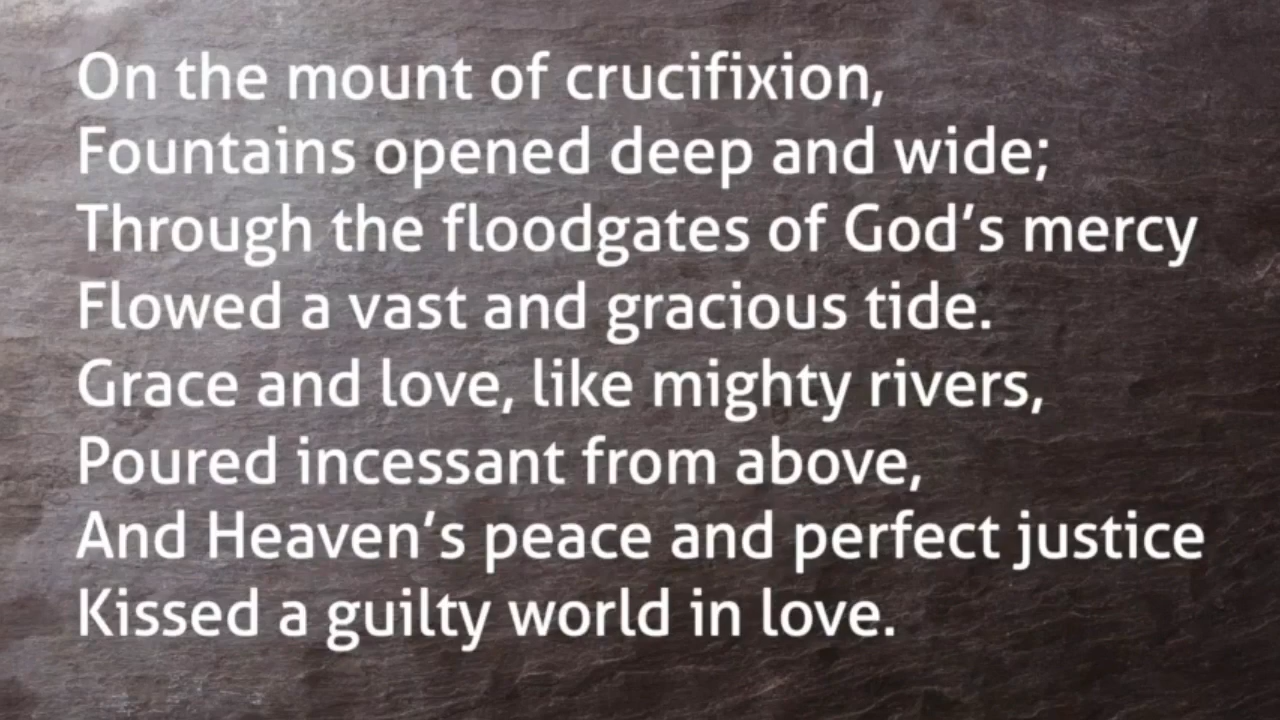 On the mount of crucifixion,
Fountains opened deep and wide;
Through the floodgates of God’s mercy
Flowed a vast and gracious tide.
Grace and love, like mighty rivers,
Poured incessant from above,
And Heaven’s peace and perfect justice
Kissed a guilty world in love.